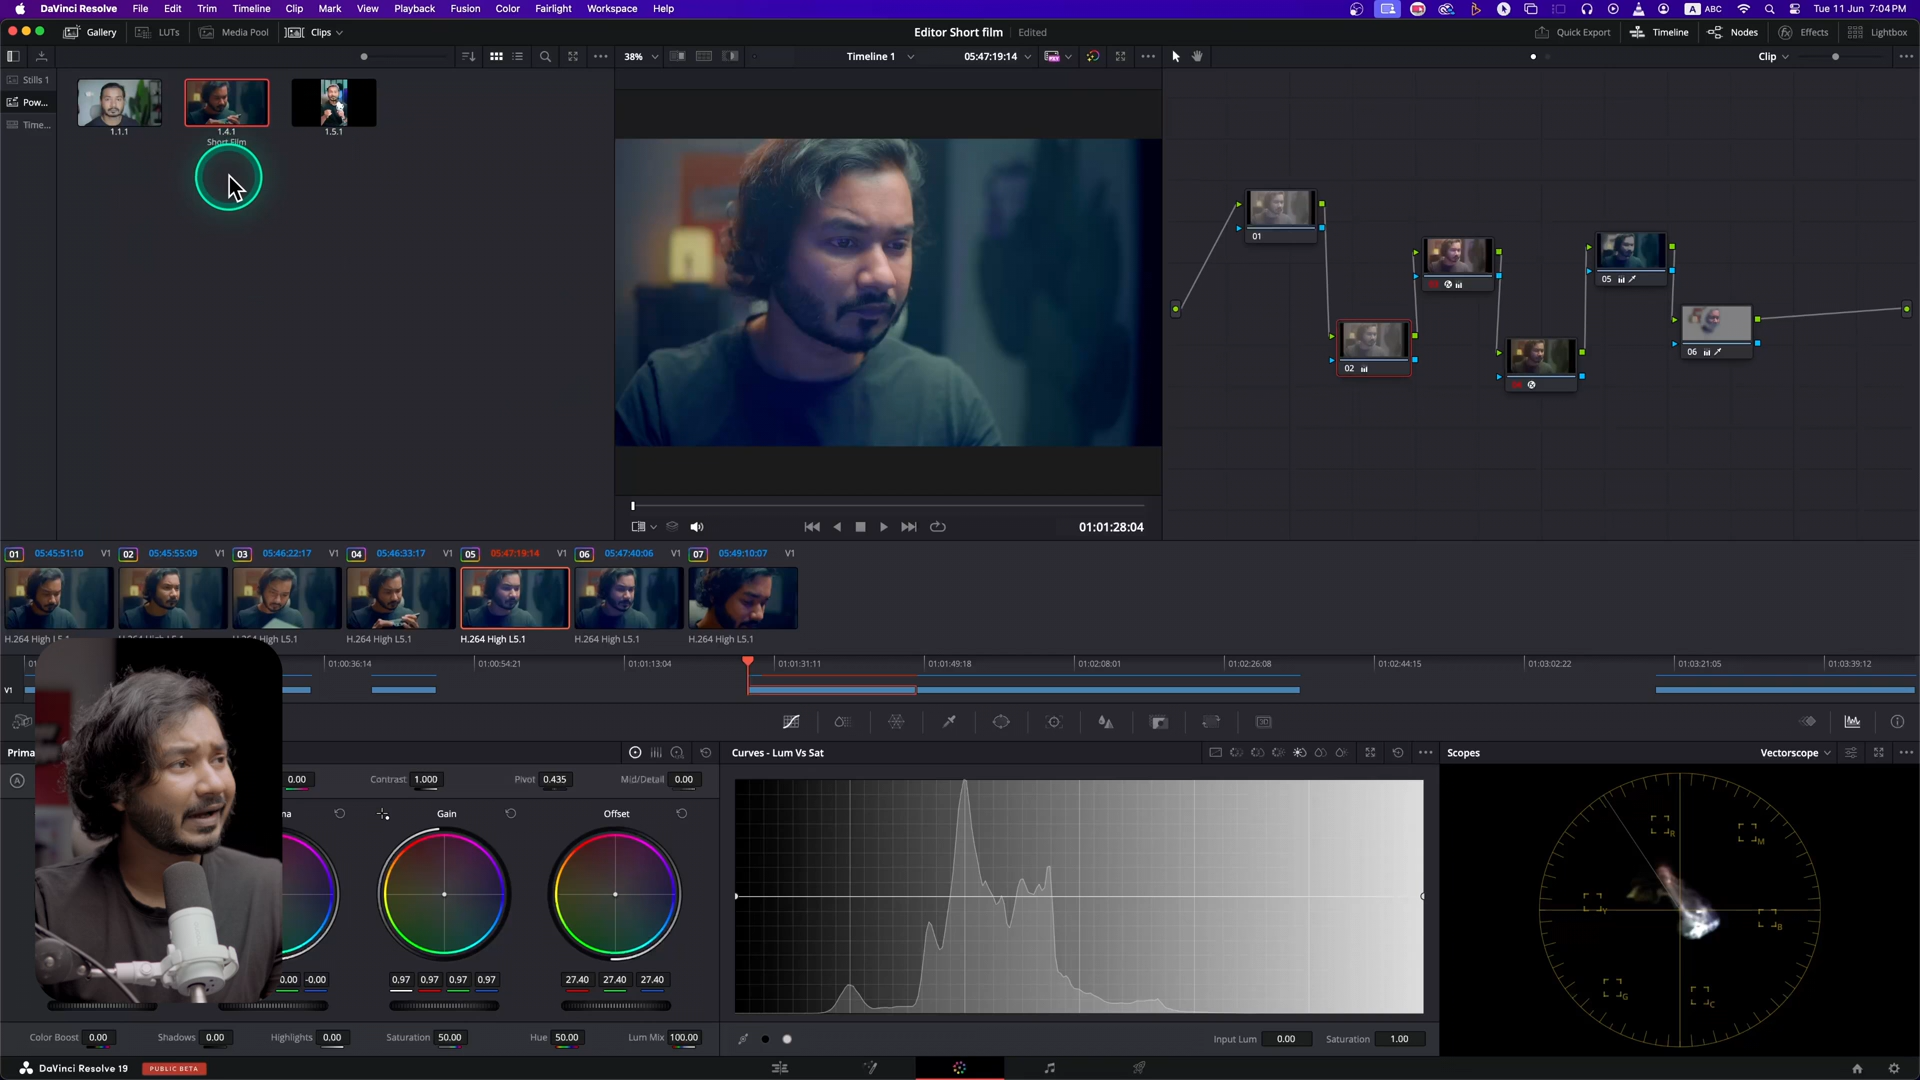 DaVinci Resolve File Edit Trim Timeline Clip Mark View Playback Fusion Color Fairlight Workspace Help A ABC Tue 11 Jun 7:04 PM
Gallery LUTs Media Pool Clips Editor Short film Edited Quick Export Timeline Nodes Effects Lightbox
38% Timeline 1 05:47:19:14 Clip
Stills 1
Pow...
Time...
1.1.1 1.4.1 1.5.1
Short Film
01
02
05
06
01:01:28:04
01 05:45:51:10 V1 02 05:45:55:09 V1 03 05:46:22:17 V1 04 05:46:33:17 V1 05 05:47:19:14 V1 06 05:47:40:06 V1 07 05:49:10:07 V1
H.264 High L5.1 H.264 High L5.1 H.264 High L5.1 H.264 High L5.1 H.264 High L5.1 H.264 High L5.1
01:00:36:14 01:00:54:21 01:01:13:04 01:01:31:11 01:01:49:18 01:02:08:01 01:02:26:08 01:02:44:15 01:03:02:22 01:03:21:05 01:03:39:12
V1
Prima Curves - Lum Vs Sat Scopes Vectorscope
A 0.00 Contrast 1.000 Pivot 0.435 Mid/Detail 0.00
na Gain Offset
R M Y B G C
0.00 -0.00 0.97 0.97 0.97 0.97 27.40 27.40 27.40
Color Boost 0.00 Shadows 0.00 Highlights 0.00 Saturation 50.00 Hue 50.00 Lum Mix 100.00 Input Lum 0.00 Saturation 1.00
DaVinci Resolve 19 PUBLIC BETA